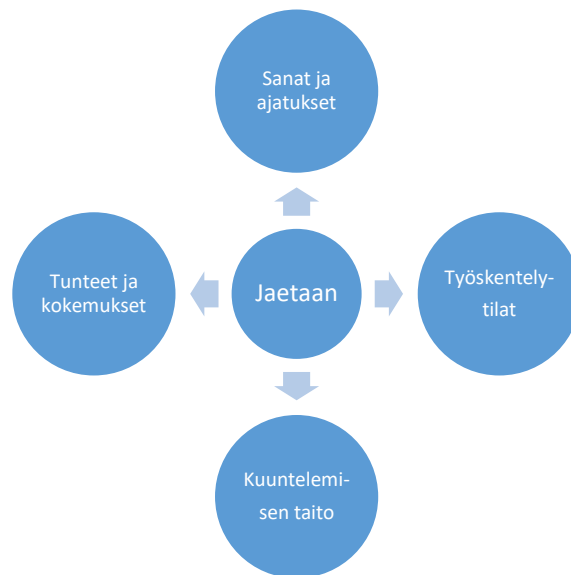 Sanat ja
ajatukset
Tunteet ja
kokemukset
Jaetaan
Työskentely-
tilat
Kuuntelemi-
sen taito